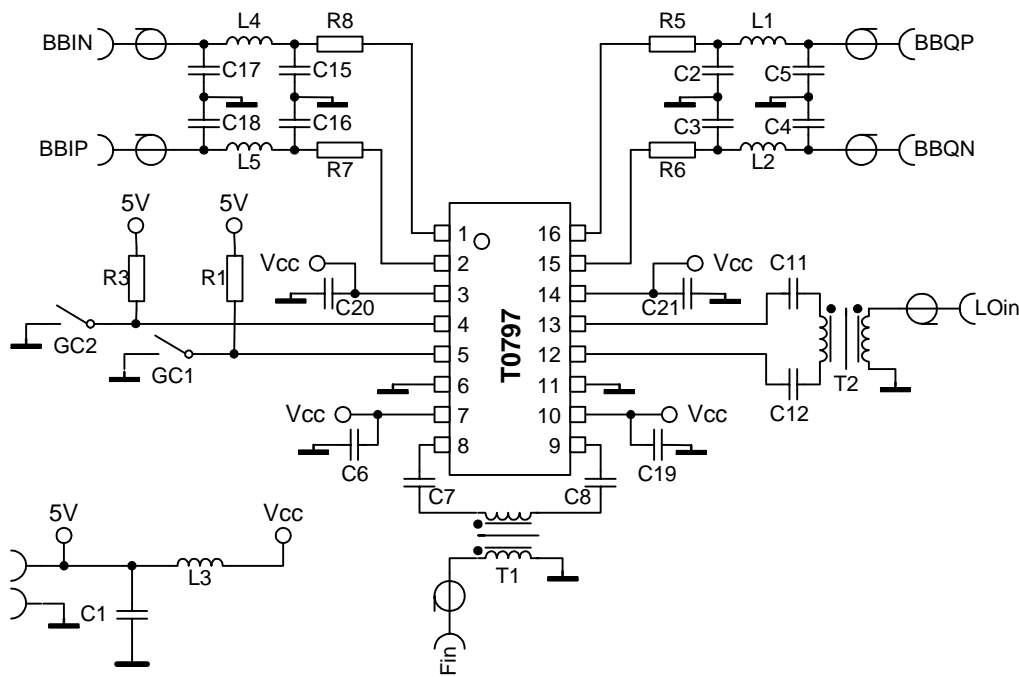 L4 R8 R5 L1
BBIN BBQP
C17 C15 C2 C5
C18 C16 C3 C4
BBIP BBQN
L5 R7 R6 L2
5V 5V
R3 R1
Vcc Vcc
C20 C21 C11
GC2 GC1
LOin
T2
C12
1 16
2 15
3 14
4 13
5 12
6 11
7 10
8 9
T0797
Vcc Vcc
C6 C19
C7 C8
T1
Fin
5V Vcc
L3
C1